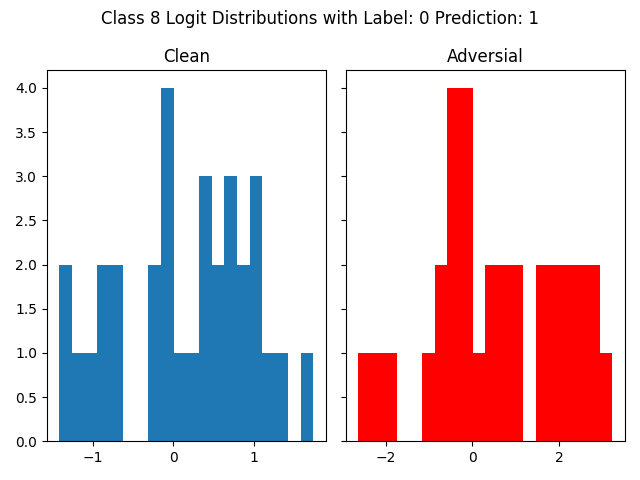 Class 8 Logit Distributions with Label: 0 Prediction: 1
Clean
Adversial
4.0
3.5
3.0
2.5
2.0
1.5
1.0
0.5
0.0
−1 0 1
−2 0 2